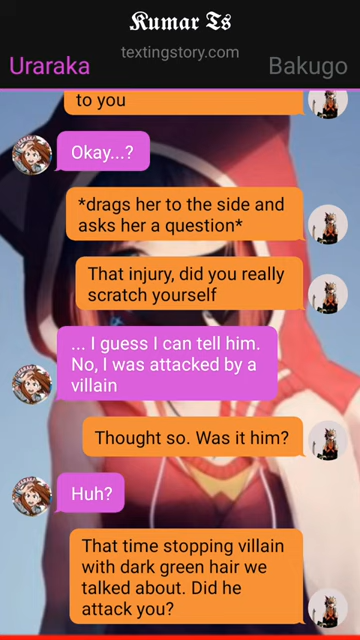 Kumar Ts
textingstory.com
Uraraka
Bakugo
to you
Okay...?
*drags her to the side and
asks her a question*
That injury, did you really
scratch yourself
... I guess I can tell him.
No, I was attacked by a
villain
Thought so. Was it him?
Huh?
That time stopping villain
with dark green hair we
talked about. Did he
attack you?